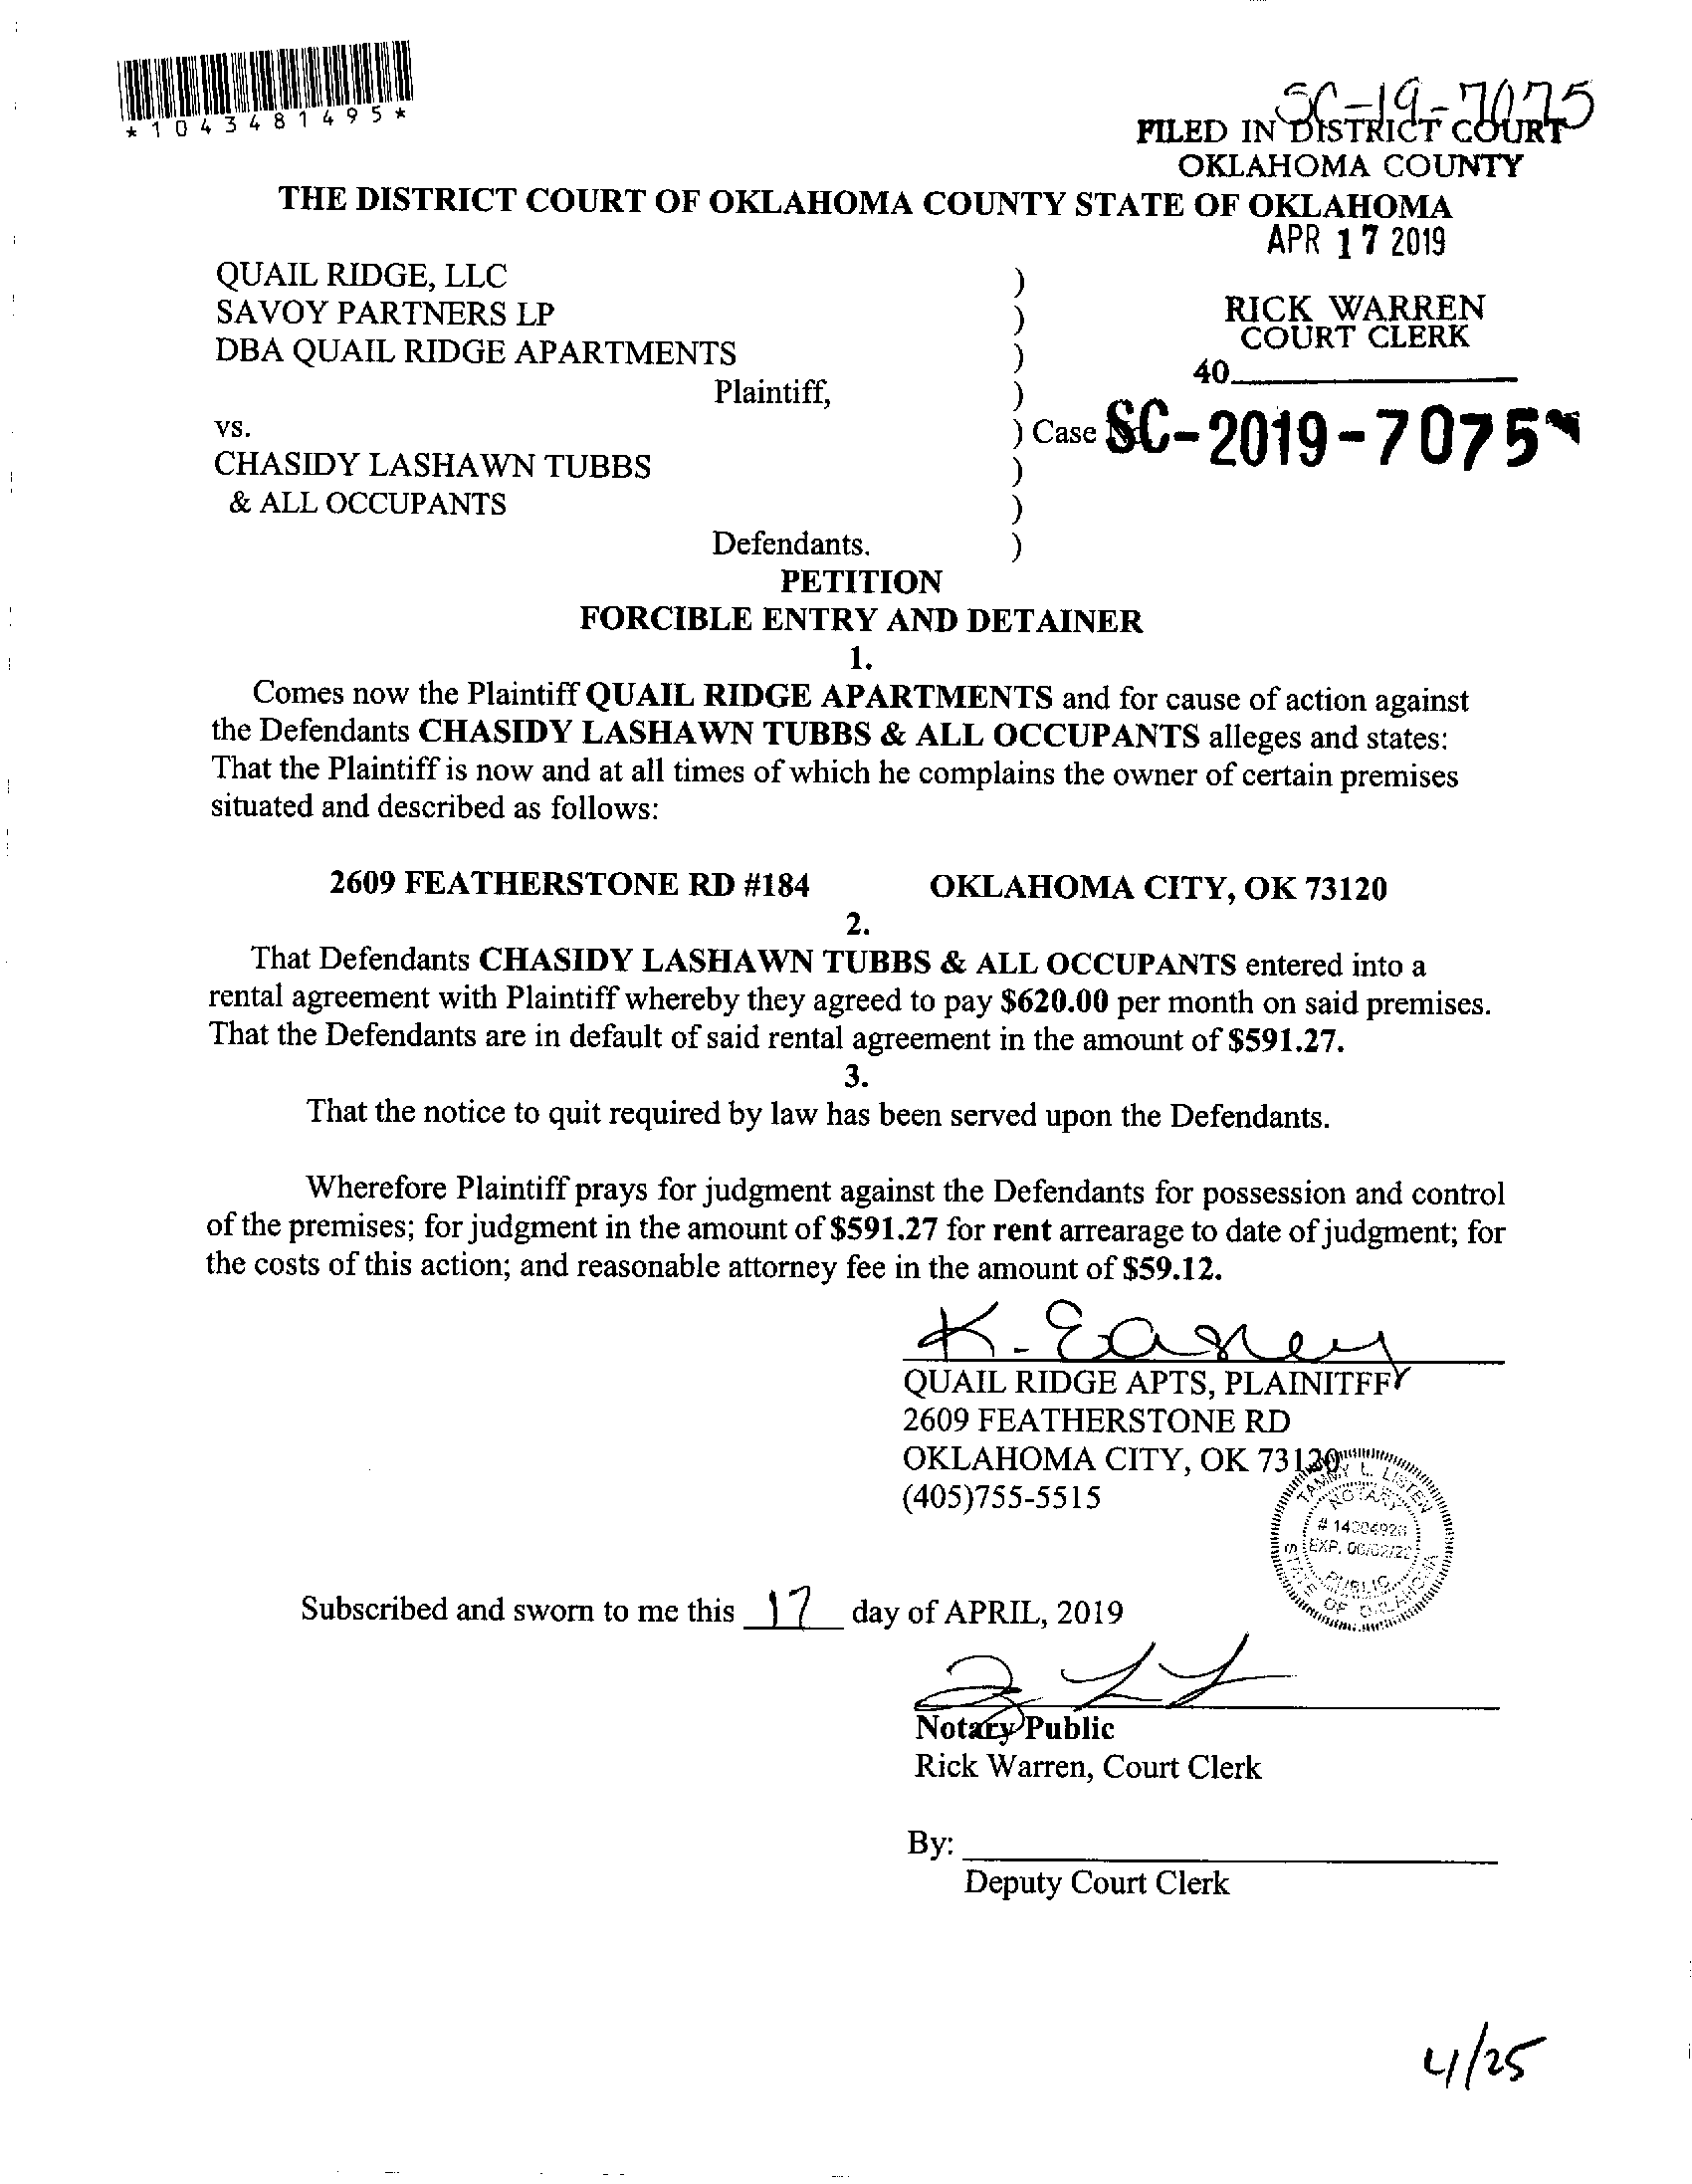 *1043481495*
SC-19-7075
FILED IN DISTRICT COURT
OKLAHOMA COUNTY
THE DISTRICT COURT OF OKLAHOMA COUNTY STATE OF OKLAHOMA
APR 17 2019
QUAIL RIDGE, LLC )
SAVOY PARTNERS LP )
RICK WARREN
COURT CLERK
DBA QUAIL RIDGE APARTMENTS )
40
Plaintiff, )
vs. ) Case SC-2019-7075
CHASIDY LASHAWN TUBBS )
& ALL OCCUPANTS )
Defendants. )
PETITION
FORCIBLE ENTRY AND DETAINER
1.
Comes now the Plaintiff QUAIL RIDGE APARTMENTS and for cause of action against
the Defendants CHASIDY LASHAWN TUBBS & ALL OCCUPANTS alleges and states:
That the Plaintiff is now and at all times of which he complains the owner of certain premises
situated and described as follows:
2609 FEATHERSTONE RD #184 OKLAHOMA CITY, OK 73120
2.
That Defendants CHASIDY LASHAWN TUBBS & ALL OCCUPANTS entered into a
rental agreement with Plaintiff whereby they agreed to pay $620.00 per month on said premises.
That the Defendants are in default of said rental agreement in the amount of $591.27.
3.
That the notice to quit required by law has been served upon the Defendants.
Wherefore Plaintiff prays for judgment against the Defendants for possession and control
of the premises; for judgment in the amount of $591.27 for rent arrearage to date of judgment; for
the costs of this action; and reasonable attorney fee in the amount of $59.12.
QUAIL RIDGE APTS, PLAINITFF
2609 FEATHERSTONE RD
OKLAHOMA CITY, OK 73120
(405)755-5515
TAMMY L. LISTEN
NOTARY
PUBLIC
STATE OF OKLAHOMA
Subscribed and sworn to me this 17 day of APRIL, 2019
Notary Public
Rick Warren, Court Clerk
By:
Deputy Court Clerk
4/25